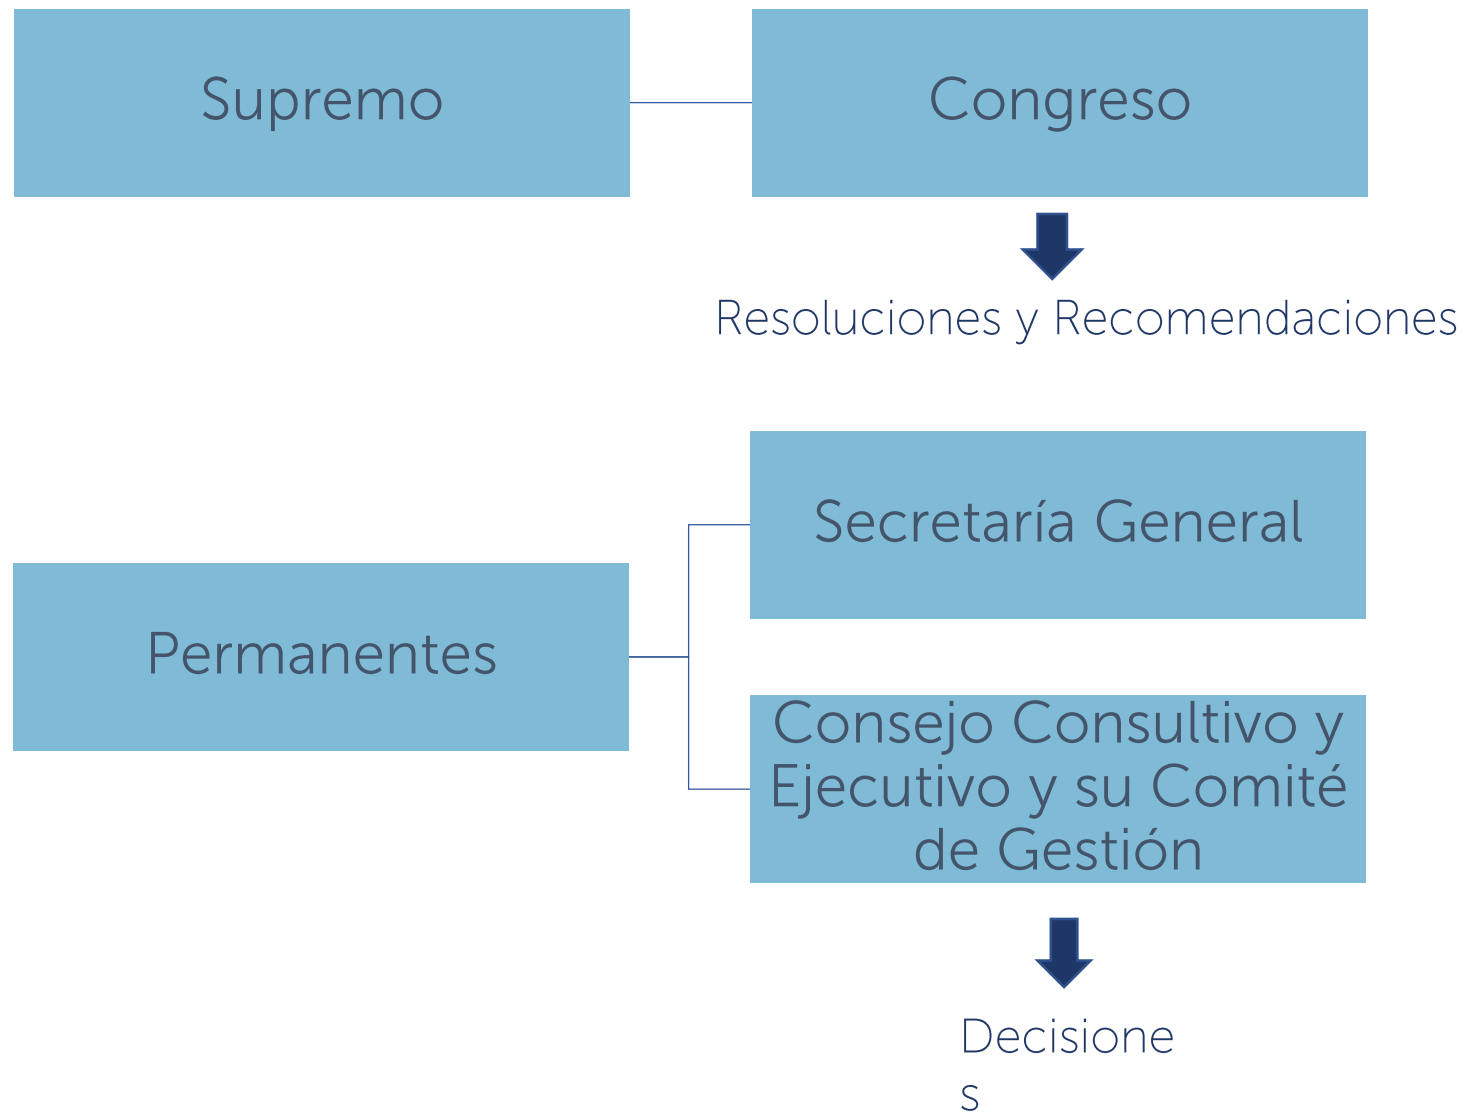 Supremo
Congreso
Resoluciones y Recomendaciones
Secretaría General
Permanentes
Consejo Consultivo y
Ejecutivo y su Comité
de Gestión
Decisione
s